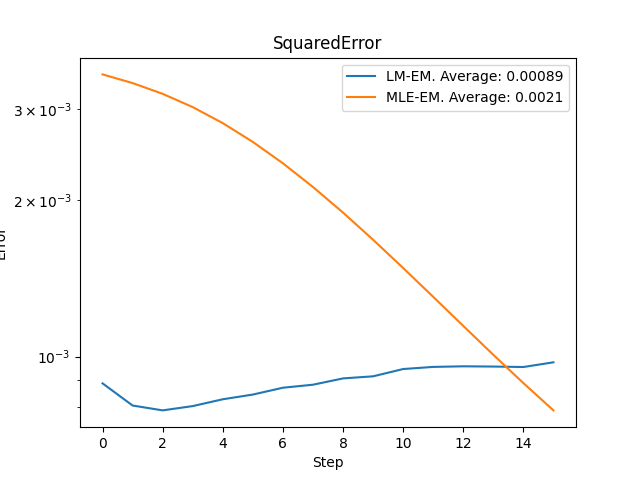 SquaredError
LM-EM. Average: 0.00089
MLE-EM. Average: 0.0021
3 × 10⁻³
2 × 10⁻³
10⁻³
Error
0 2 4 6 8 10 12 14
Step